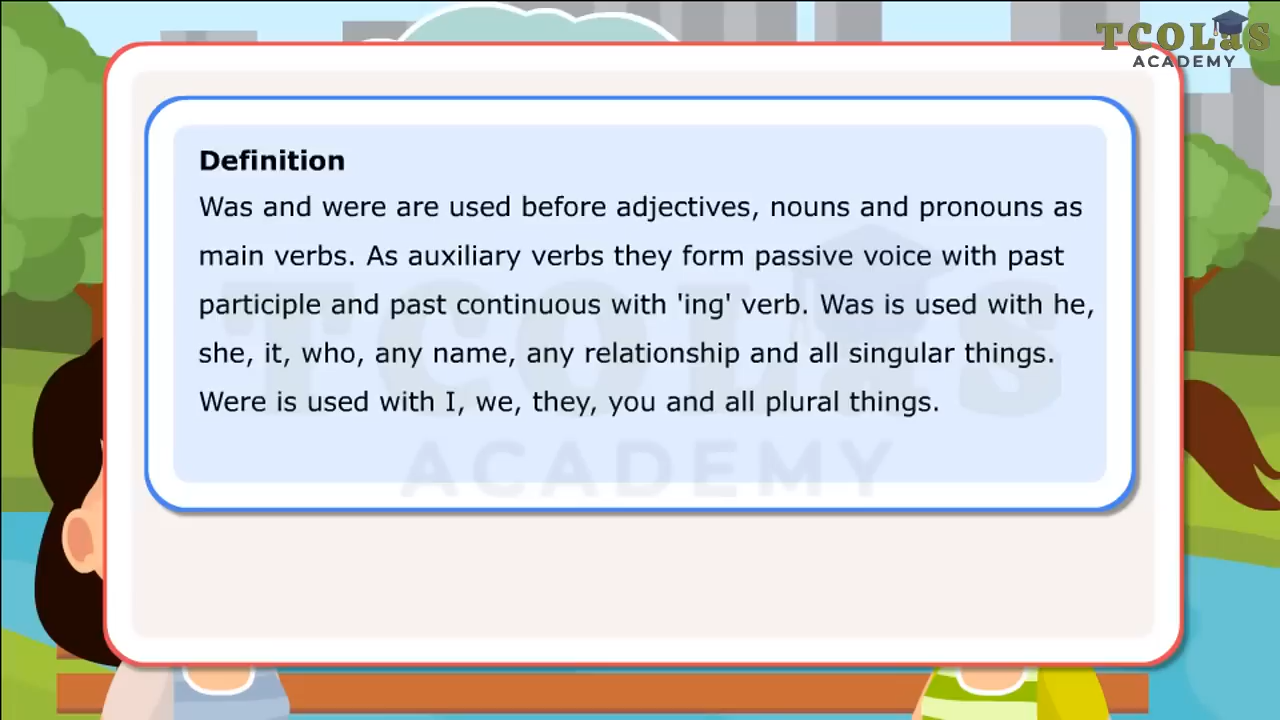 TCOLaS
ACADEMY
Definition
Was and were are used before adjectives, nouns and pronouns as
main verbs. As auxiliary verbs they form passive voice with past
participle and past continuous with 'ing' verb. Was is used with he,
she, it, who, any name, any relationship and all singular things.
Were is used with I, we, they, you and all plural things.
TCOLaS
ACADEMY